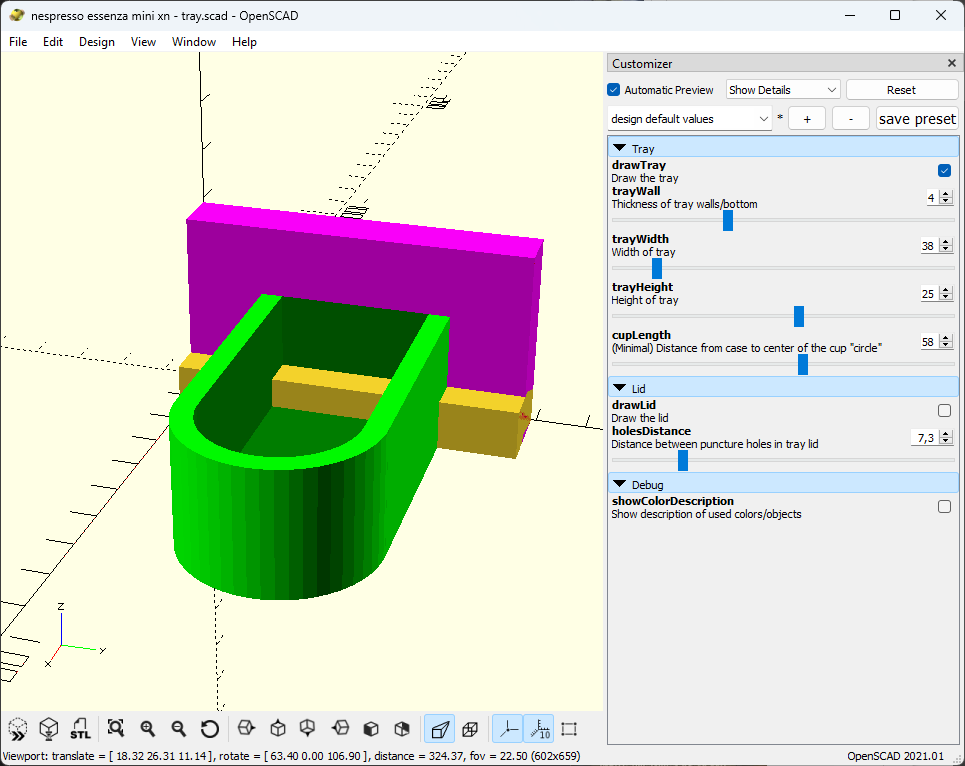 nespresso essenza mini xn - tray.scad - OpenSCAD
File Edit Design View Window Help
Customizer
Automatic Preview Show Details Reset
design default values * + - save preset
Tray
drawTray
Draw the tray
trayWall
Thickness of tray walls/bottom 4
trayWidth
Width of tray 38
trayHeight
Height of tray 25
cupLength
(Minimal) Distance from case to center of the cup "circle" 58
Lid
drawLid
Draw the lid
holesDistance
Distance between puncture holes in tray lid 7,3
Debug
showColorDescription
Show description of used colors/objects
Z
Y
X
STL
10
Viewport: translate = [ 18.32 26.31 11.14 ], rotate = [ 63.40 0.00 106.90 ], distance = 324.37, fov = 22.50 (602x659) OpenSCAD 2021.01